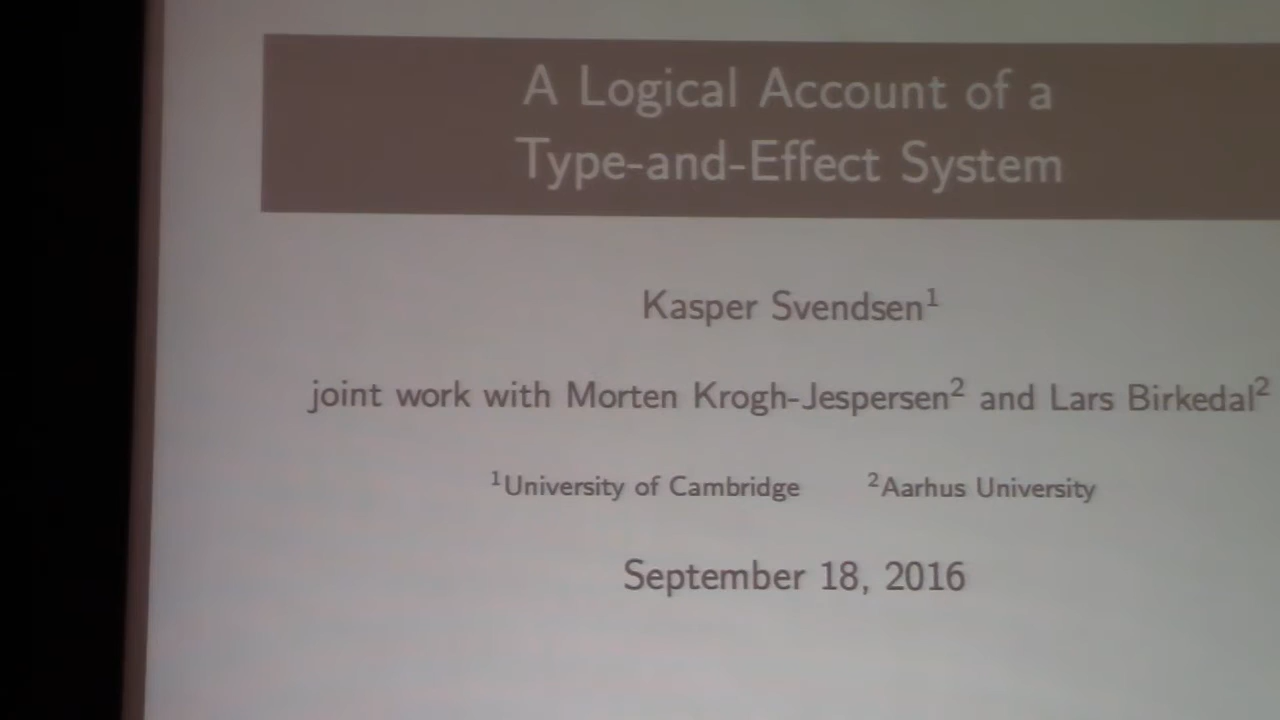 A Logical Account of a
Type-and-Effect System
Kasper Svendsen¹
joint work with Morten Krogh-Jespersen² and Lars Birkedal²
¹University of Cambridge ²Aarhus University
September 18, 2016